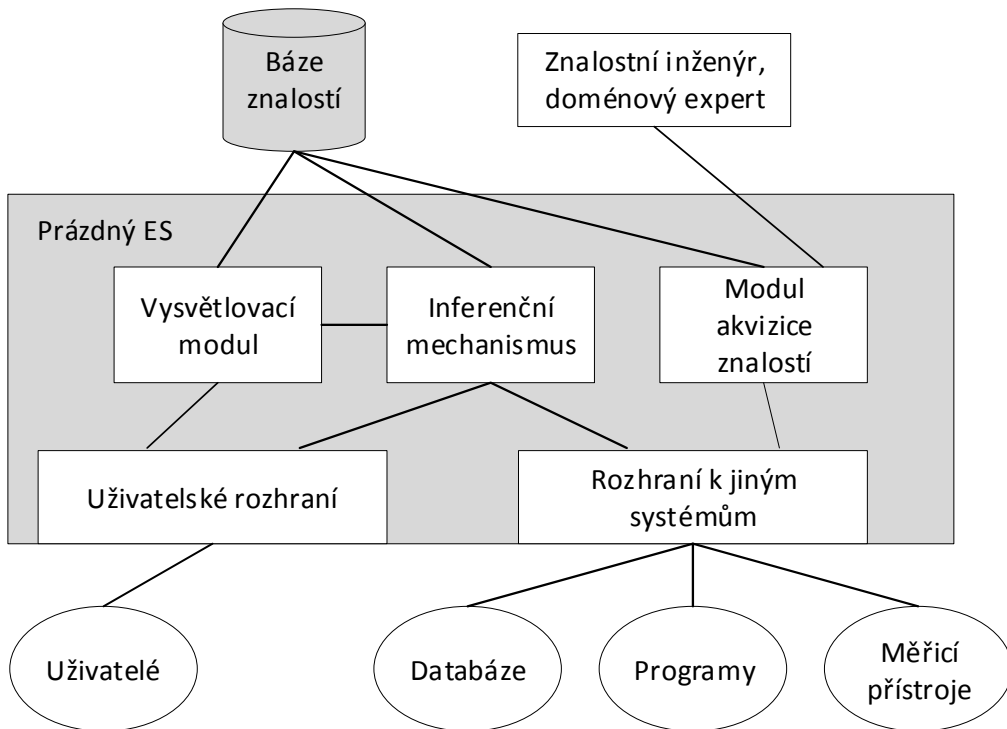 Báze
znalostí
Znalostní inženýr,
doménový expert
Prázdný ES
Vysvětlovací
modul
Inferenční
mechanismus
Modul
akvizice
znalostí
Uživatelské rozhraní
Rozhraní k jiným
systémům
Uživatelé
Databáze
Programy
Měřicí
přístroje